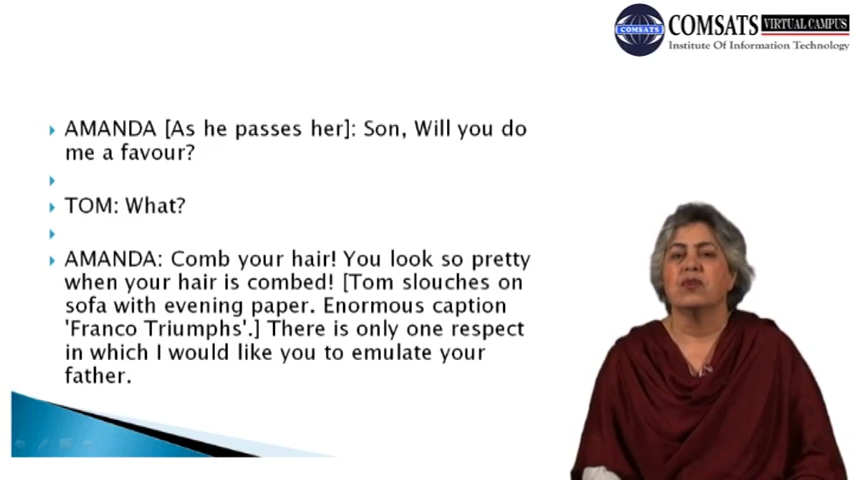 COMSATS VIRTUAL CAMPUS
Institute Of Information Technology
COMSATS
AMANDA [As he passes her]: Son, Will you do
me a favour?
TOM: What?
AMANDA: Comb your hair! You look so pretty
when your hair is combed! [Tom slouches on
sofa with evening paper. Enormous caption
'Franco Triumphs'.] There is only one respect
in which I would like you to emulate your
father.